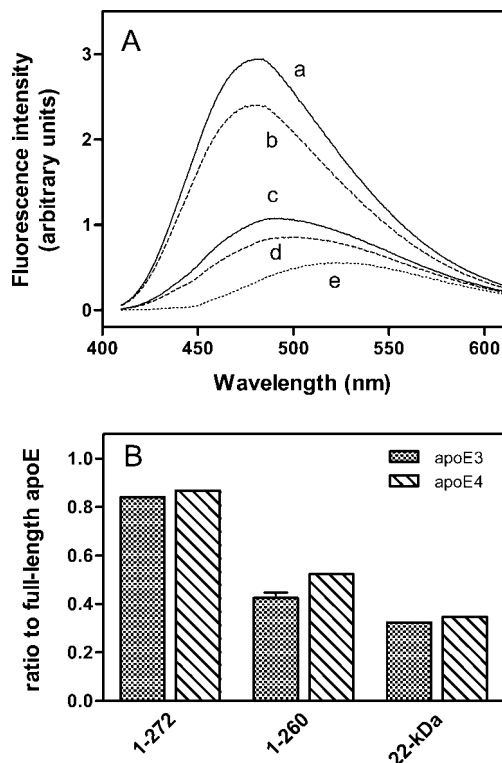 A
Fluorescence intensity
(arbitrary units)
3
2
1
0
a
b
c
d
e
400
450
500
550
600
Wavelength (nm)
B
apoE3
apoE4
ratio to full-length apoE
1.0
0.8
0.6
0.4
0.2
0.0
1-272
1-260
22-kDa